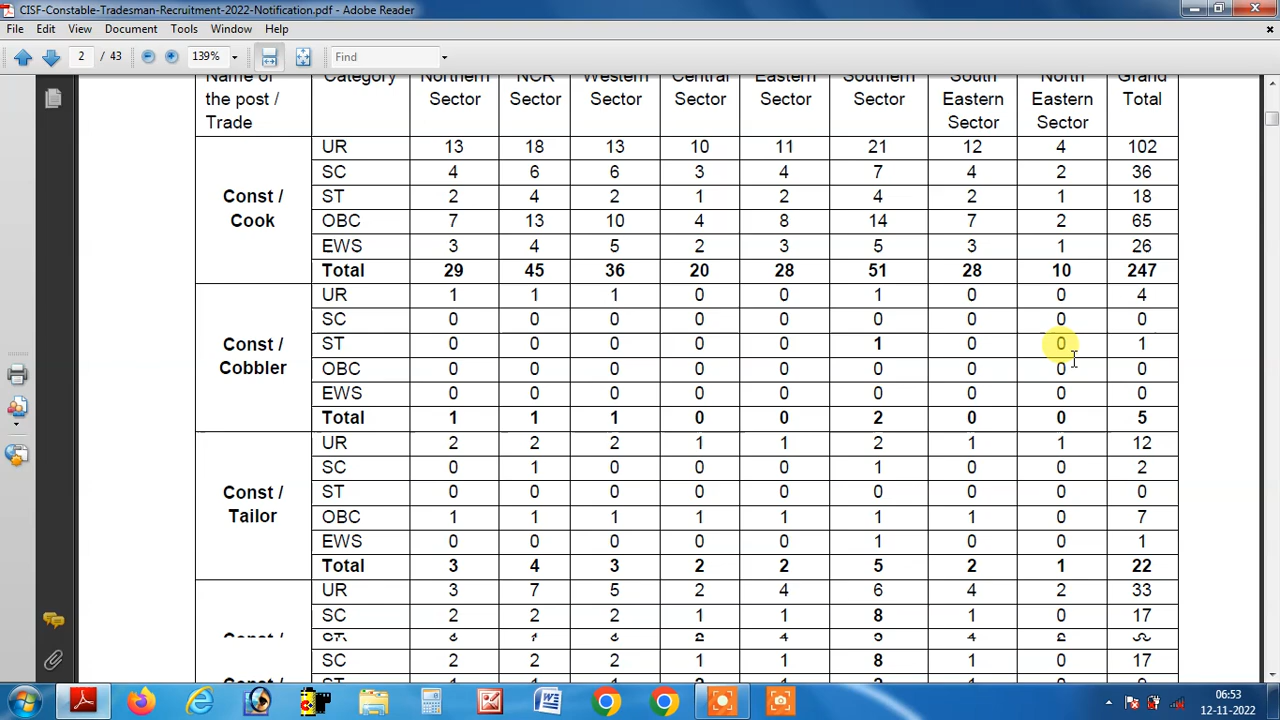 CISF-Constable-Tradesman-Recruitment-2022-Notification.pdf - Adobe Reader
File Edit View Document Tools Window Help
2 / 43 139% Find
Name of Category Northern NCR Western Central Eastern Southern South North Grand
the post / Sector Sector Sector Sector Sector Sector Eastern Eastern Total
Trade Sector Sector
UR 13 18 13 10 11 21 12 4 102
SC 4 6 6 3 4 7 4 2 36
Const / ST 2 4 2 1 2 4 2 1 18
Cook OBC 7 13 10 4 8 14 7 2 65
EWS 3 4 5 2 3 5 3 1 26
Total 29 45 36 20 28 51 28 10 247
UR 1 1 1 0 0 1 0 0 4
SC 0 0 0 0 0 0 0 0 0
Const / ST 0 0 0 0 0 1 0 0 1
Cobbler OBC 0 0 0 0 0 0 0 0 0
EWS 0 0 0 0 0 0 0 0 0
Total 1 1 1 0 0 2 0 0 5
UR 2 2 2 1 1 2 1 1 12
SC 0 1 0 0 0 1 0 0 2
Const / ST 0 0 0 0 0 0 0 0 0
Tailor OBC 1 1 1 1 1 1 1 0 7
EWS 0 0 0 0 0 1 0 0 1
Total 3 4 3 2 2 5 2 1 22
UR 3 7 5 2 4 6 4 2 33
SC 2 2 2 1 1 8 1 0 17
SC 2 2 2 1 1 8 1 0 17
06:53
12-11-2022